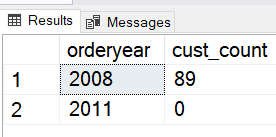 Results Messages
orderyear cust_count
1 2008 89
2 2011 0